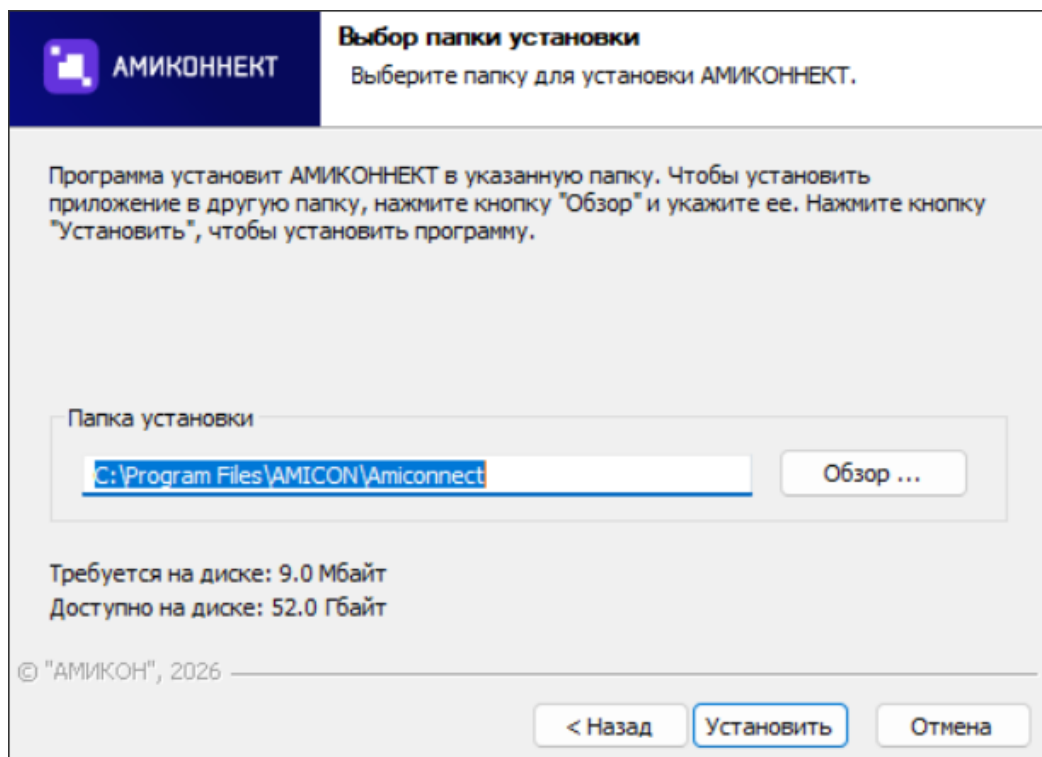 АМИКОННЕКТ
Выбор папки установки
Выберите папку для установки АМИКОННЕКТ.
Программа установит АМИКОННЕКТ в указанную папку. Чтобы установить
приложение в другую папку, нажмите кнопку "Обзор" и укажите ее. Нажмите кнопку
"Установить", чтобы установить программу.
Папка установки
C:\Program Files\AMICON\Amiconnect
Обзор ...
Требуется на диске: 9.0 Мбайт
Доступно на диске: 52.0 Гбайт
© "АМИКОН", 2026
< Назад
Установить
Отмена